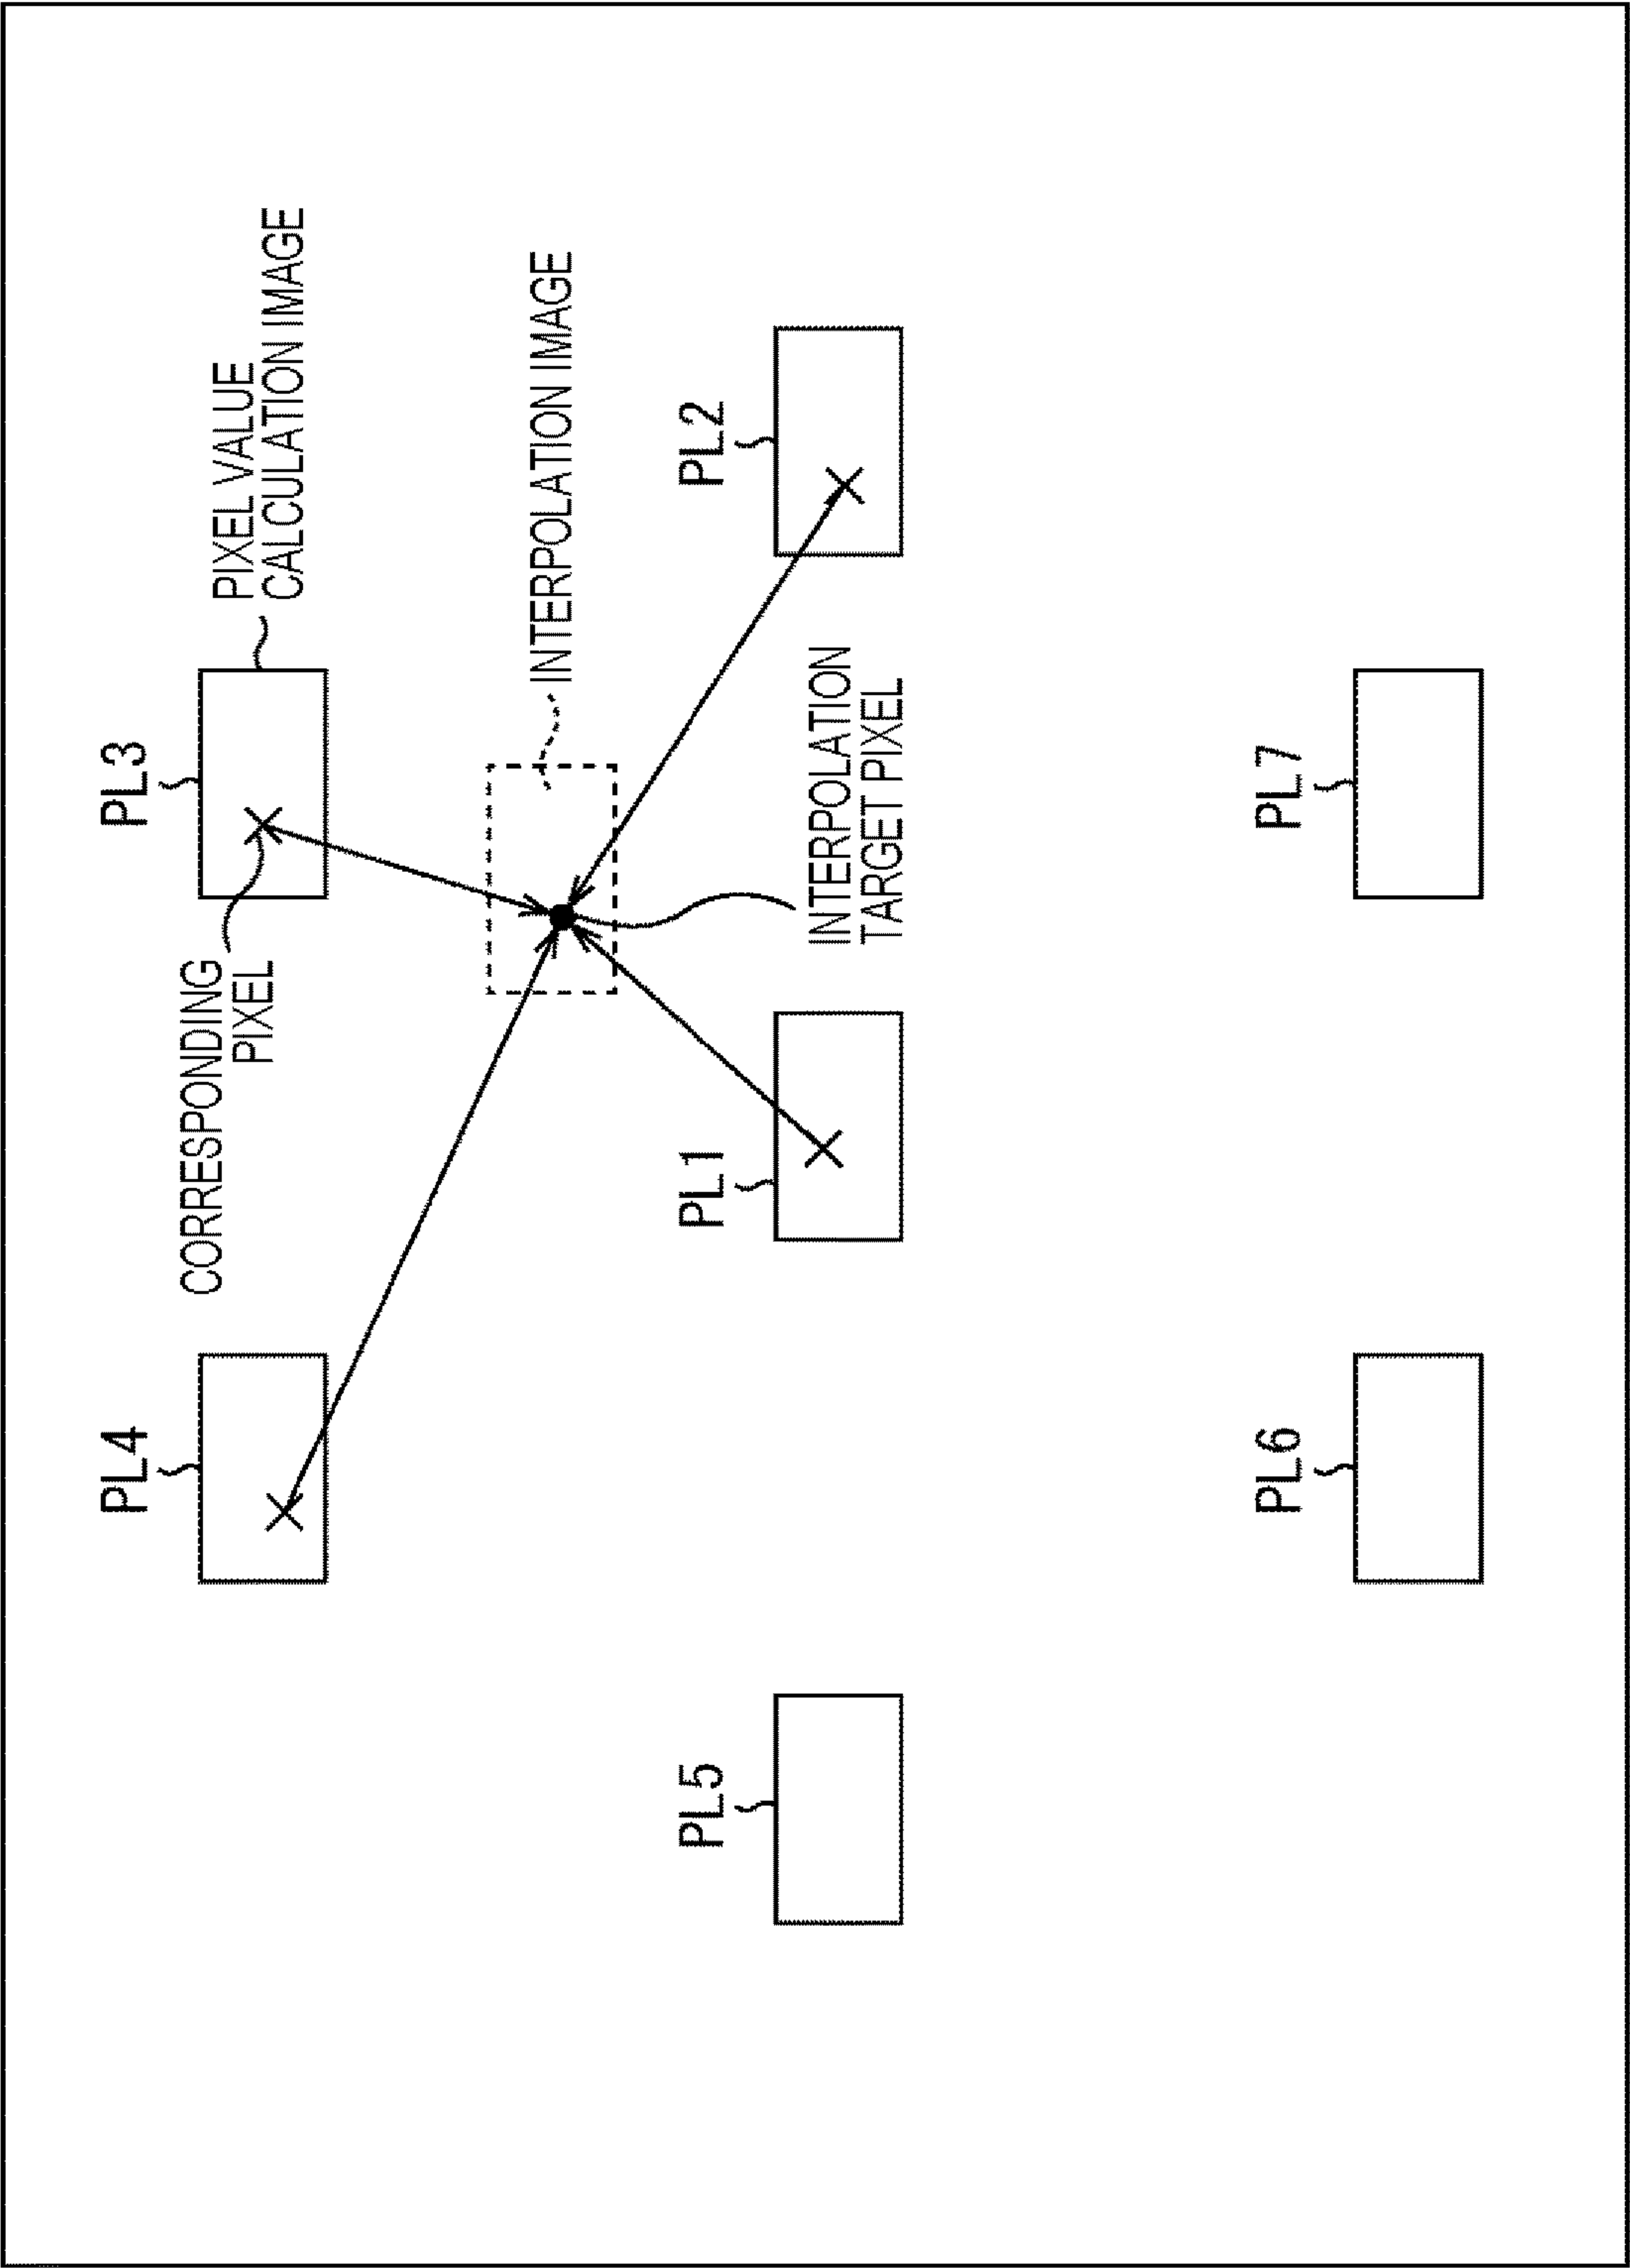 PL4
PL3
CORRESPONDING
PIXEL
PIXEL VALUE
CALCULATION IMAGE
INTERPOLATION IMAGE
PL5
PL1
PL2
INTERPOLATION
TARGET PIXEL
PL6
PL7